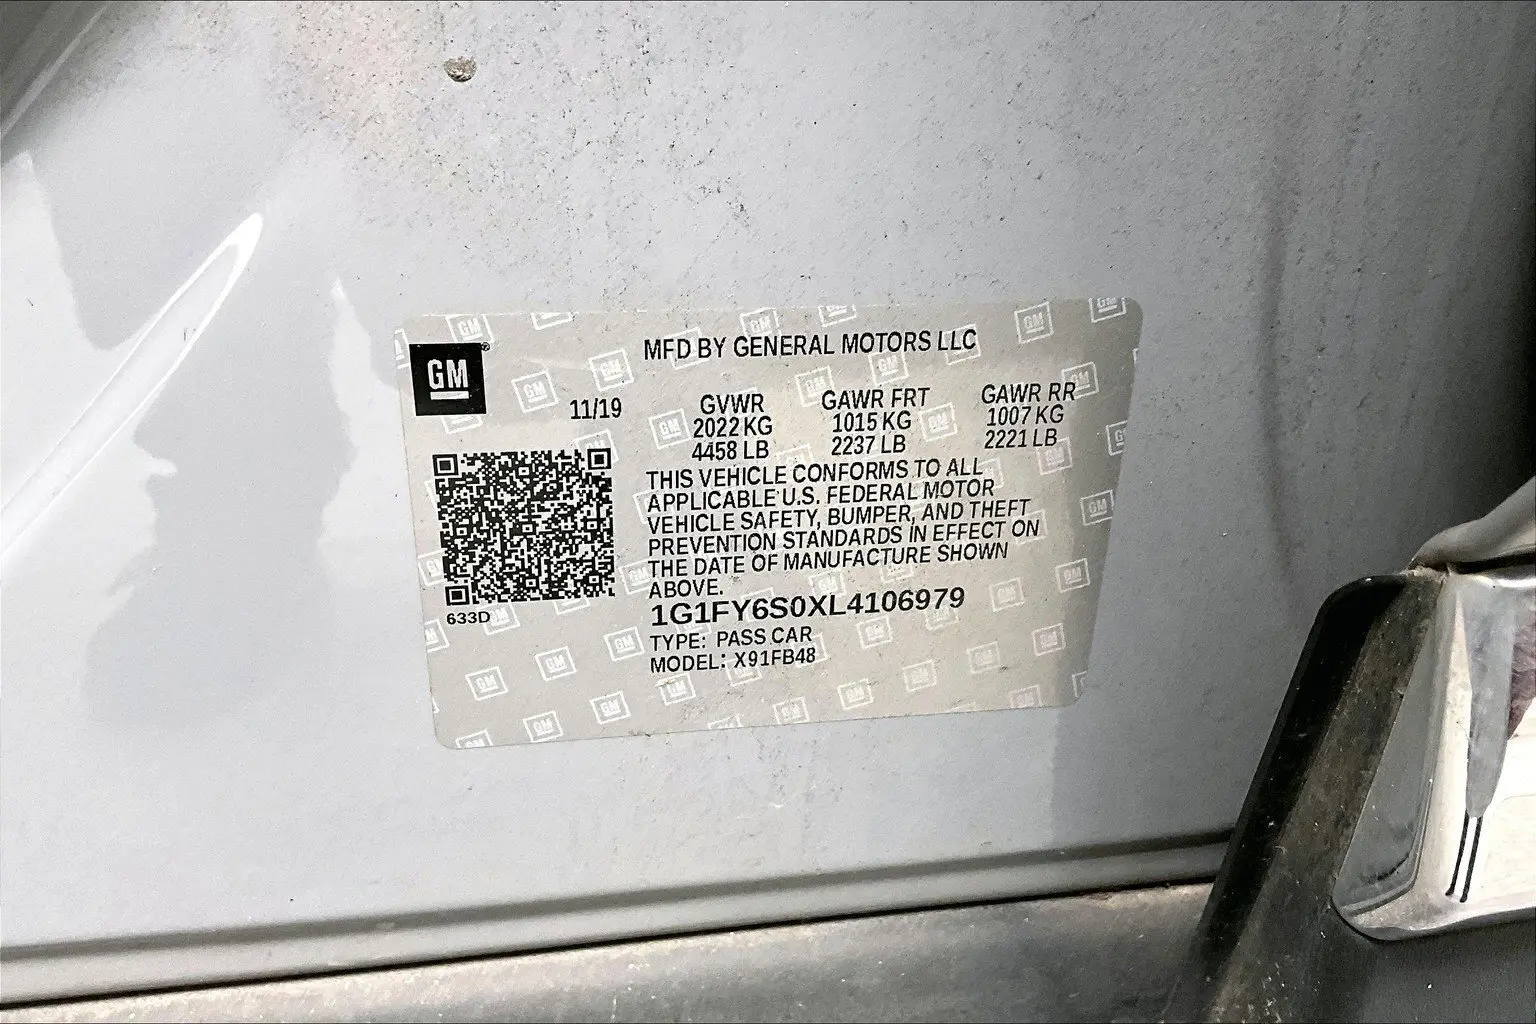 MFD BY GENERAL MOTORS LLC
GM
11/19
GVWR GAWR FRT GAWR RR
2022 KG 1015 KG 1007 KG
4458 LB 2237 LB 2221 LB
THIS VEHICLE CONFORMS TO ALL
APPLICABLE U.S. FEDERAL MOTOR
VEHICLE SAFETY, BUMPER, AND THEFT
PREVENTION STANDARDS IN EFFECT ON
THE DATE OF MANUFACTURE SHOWN
ABOVE.
633D
1G1FY6S0XL4106979
TYPE: PASS CAR
MODEL: X91FB48